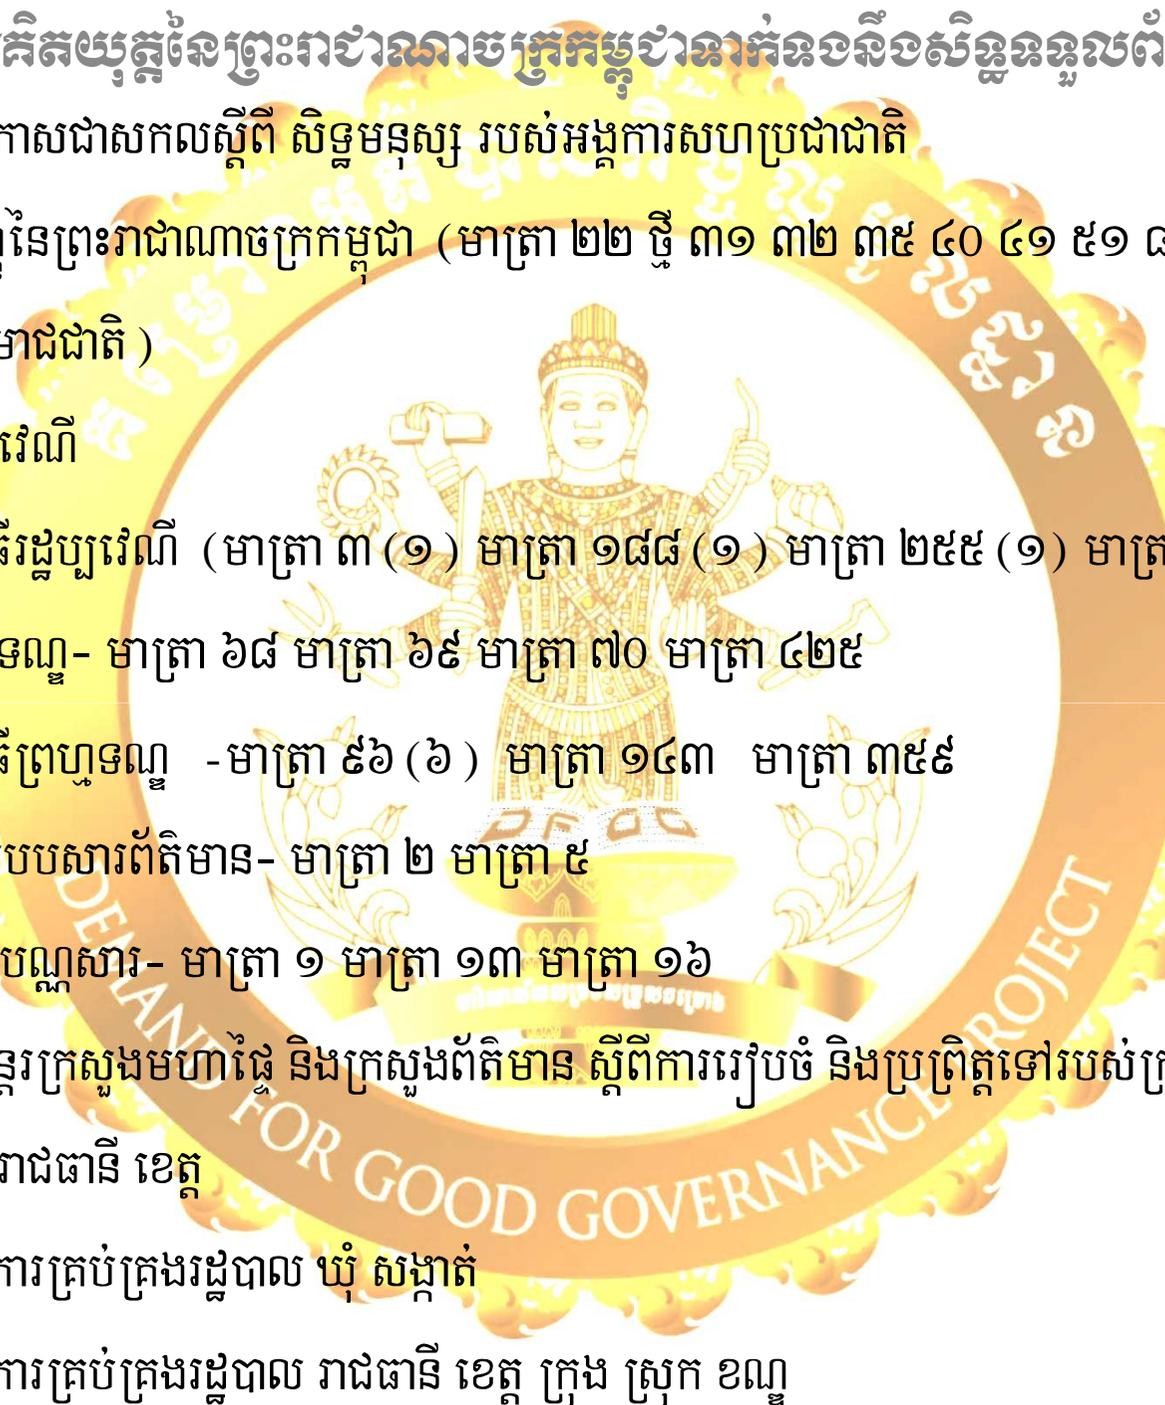 គតិយុត្តនៃព្រះរាជាណាចក្រកម្ពុជាទាក់ទងនឹងសិទ្ធទទួលព័
កាសជាសកលស្តីពី សិទ្ធមនុស្ស របស់អង្គការសហប្រជាជាតិ
នៃព្រះរាជាណាចក្រកម្ពុជា (មាត្រា ២២ ថ្មី ៣១ ៣២ ៣៥ ៤០ ៤១ ៥១
មាជជាតិ )
វេណី
រដ្ឋប្បវេណី (មាត្រា ៣ (១ ) មាត្រា ១៨៨ (១ ) មាត្រា ២៥៥ (១) មាត្រ
ទណ្ឌ- មាត្រា ៦៨ មាត្រា ៦៩ មាត្រា ៧០ មាត្រា ៤២៥
ព្រហ្មទណ្ឌ -មាត្រា ៩៦ (៦ ) មាត្រា ១៤៣ មាត្រា ៣៥៩
បបសារព័ត៌មាន- មាត្រា ២ មាត្រា ៥
បណ្ណសារ- មាត្រា ១ មាត្រា ១៣ មាត្រា ១៦
ន្តរក្រសួងមហាផ្ទៃ និងក្រសួងព័ត៌មាន ស្តីពីការរៀបចំ និងប្រព្រឹត្តទៅរបស់ក្រ
រាជធានី ខេត្ត
ការគ្រប់គ្រងរដ្ឋបាល ឃុំ សង្កាត់
ការគ្រប់គ្រងរដ្ឋបាល រាជធានី ខេត្ត ក្រុង ស្រុក ខណ្ឌ
DEMAND FOR GOOD GOVERNANCE PROJECT
DFGG